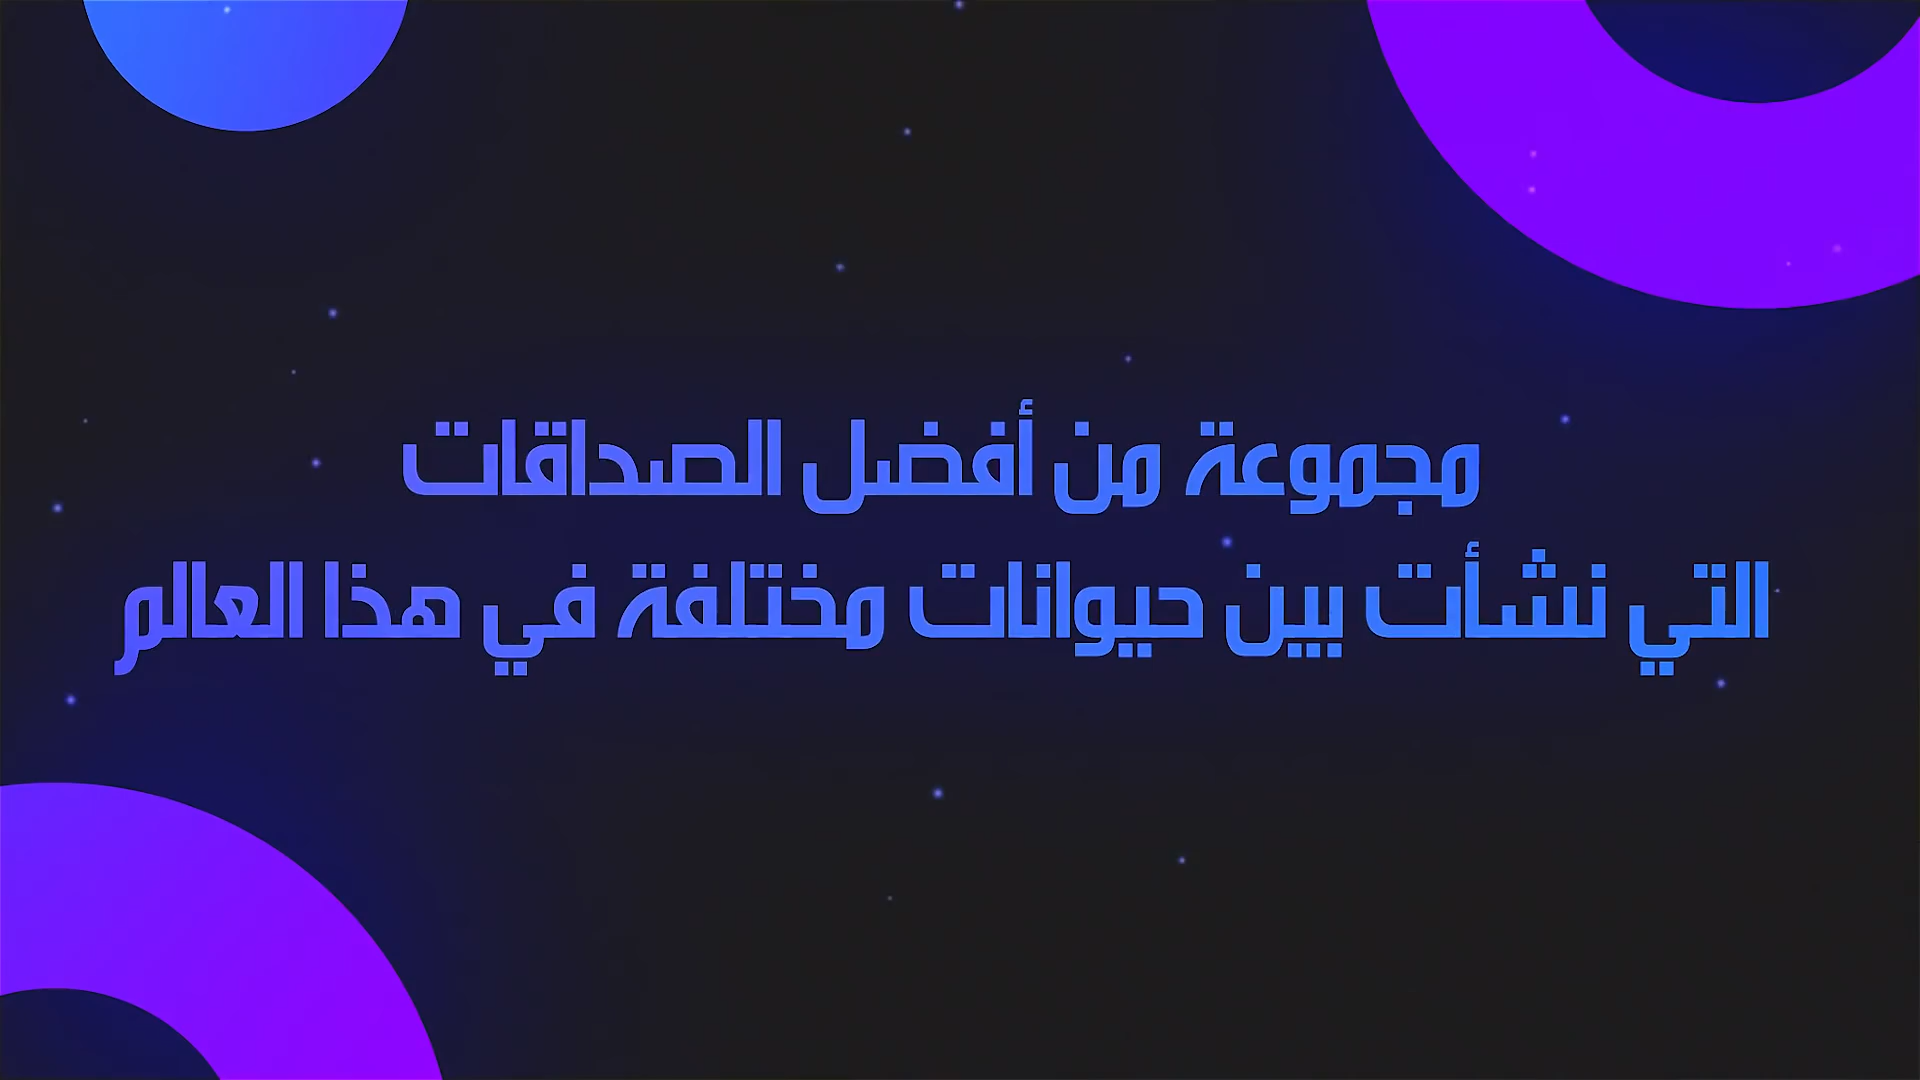 مجموعة من أفضل الصداقات
التي نشأت بين حيوانات مختلفة في هذا العالم